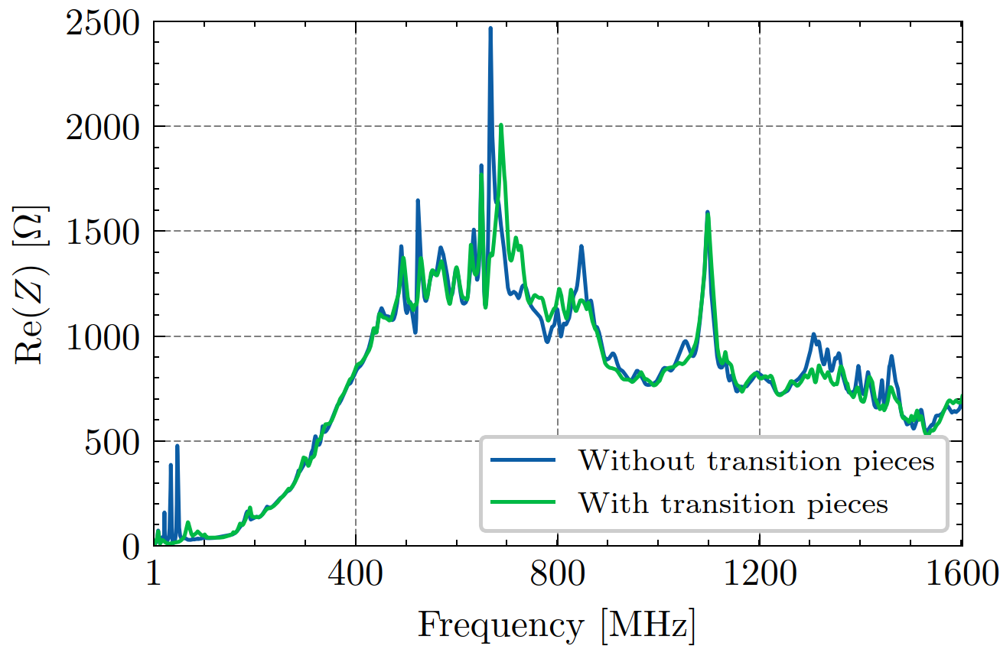 2500
2000
1500
1000
500
0
Re(Z) [Ω]
1 400 800 1200 1600
Frequency [MHz]
Without transition pieces
With transition pieces